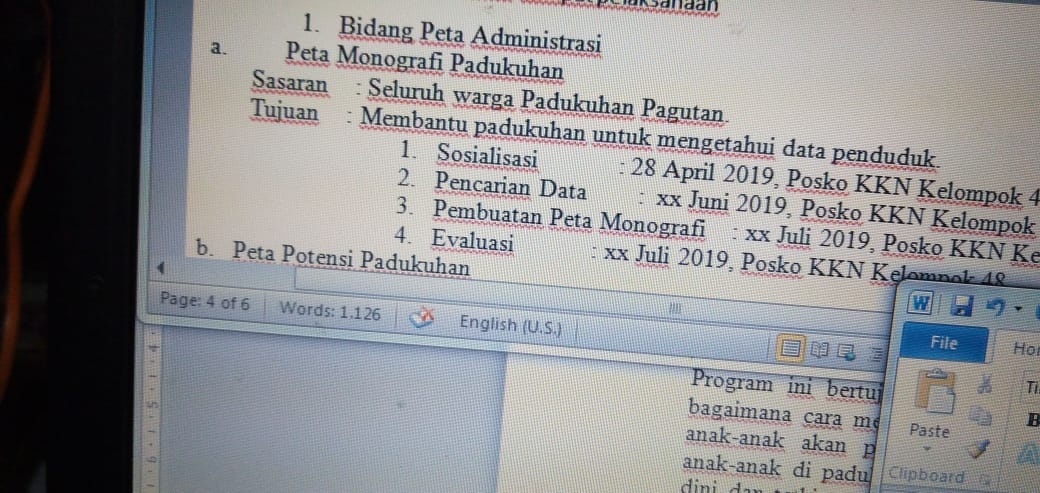 1. Bidang Peta Administrasi
a. Peta Monografi Padukuhan
Sasaran : Seluruh warga Padukuhan Pagutan.
Tujuan : Membantu padukuhan untuk mengetahui data penduduk.
1. Sosialisasi : 28 April 2019, Posko KKN Kelompok 4
2. Pencarian Data : xx Juni 2019, Posko KKN Kelompok
3. Pembuatan Peta Monografi : xx Juli 2019, Posko KKN Ke
4. Evaluasi : xx Juli 2019, Posko KKN Kelompok 48
b. Peta Potensi Padukuhan
Page: 4 of 6 Words: 1.126 English (U.S.)
W
File Ho
Paste
B
Clipboard
Program ini bertuj
bagaimana cara me
anak-anak akan p
anak-anak di padu
dini dan